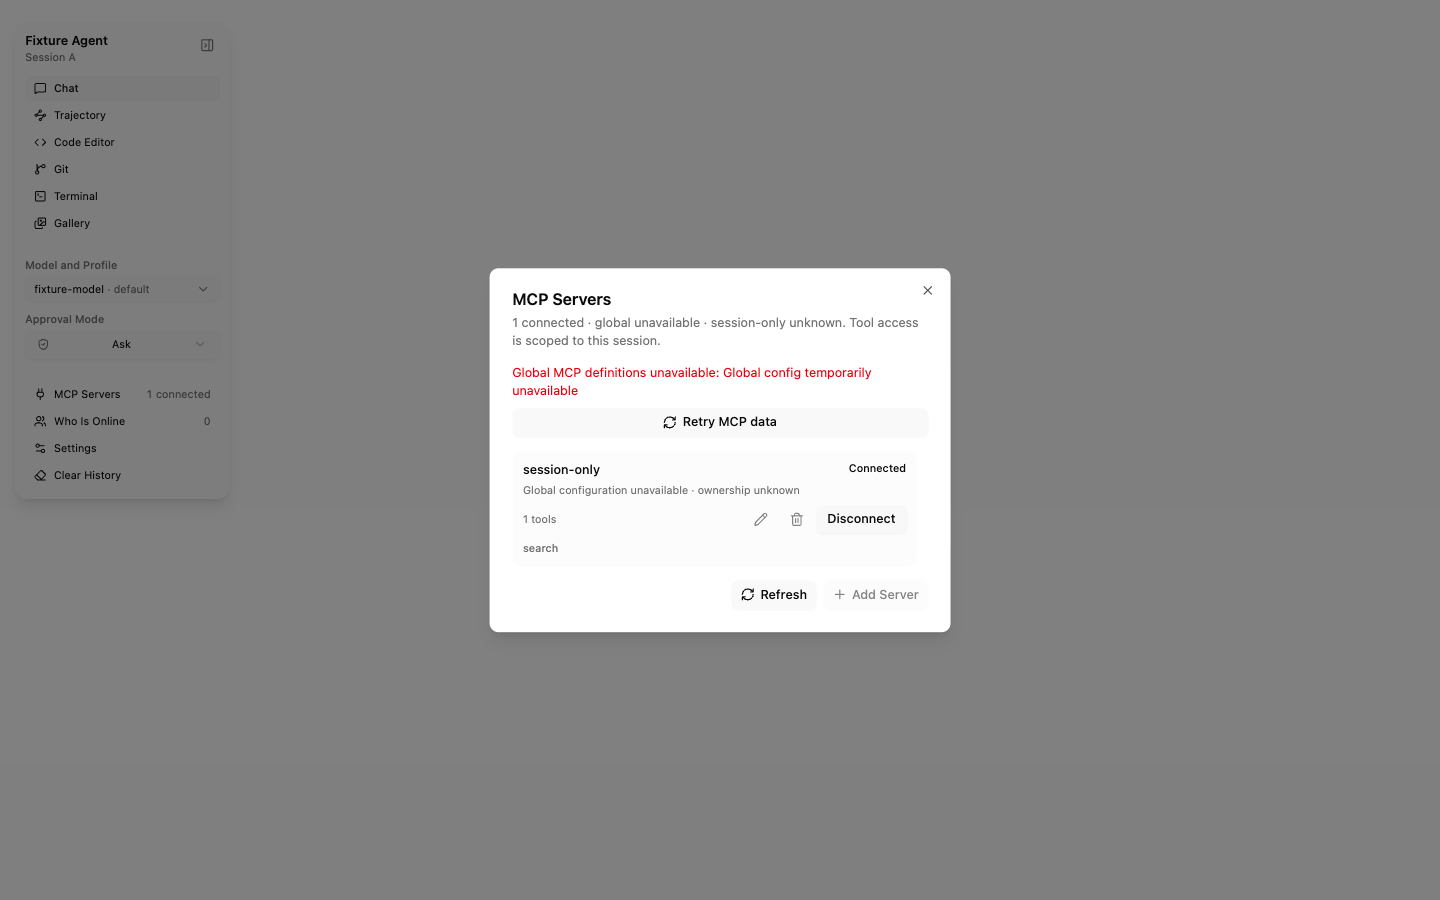 Fixture Agent
Session A
Chat
Trajectory
Code Editor
Git
Terminal
Gallery
Model and Profile
fixture-model · default
Approval Mode
Ask
MCP Servers 1 connected
Who Is Online 0
Settings
Clear History
MCP Servers
1 connected · global unavailable · session-only unknown. Tool access
is scoped to this session.
Global MCP definitions unavailable: Global config temporarily
unavailable
Retry MCP data
session-only Connected
Global configuration unavailable · ownership unknown
1 tools Disconnect
search
Refresh Add Server